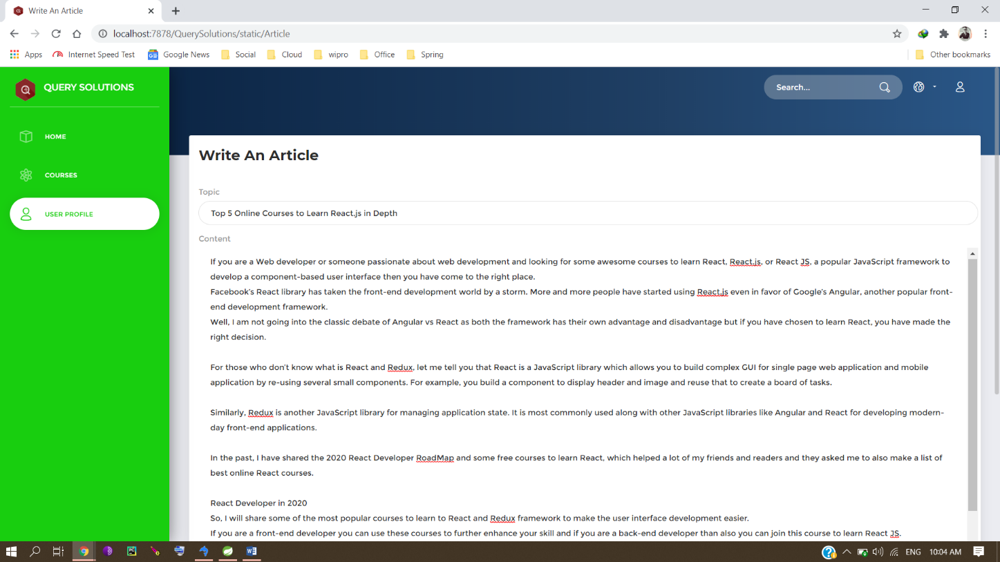 Write An Article
localhost:7878/QuerySolutions/static/Article
Apps
Internet Speed Test
Google News
Social
Cloud
wipro
Office
Spring
Other bookmarks
QUERY SOLUTIONS
Search...
HOME
COURSES
USER PROFILE
Write An Article
Topic
Top 5 Online Courses to Learn React.js in Depth
Content
If you are a Web developer or someone passionate about web development and looking for some awesome courses to learn React, React.js, or React JS, a popular JavaScript framework to
develop a component-based user interface then you have come to the right place.
Facebook's React library has taken the front-end development world by a storm. More and more people have started using React.js even in favor of Google's Angular, another popular front-
end development framework.
Well, I am not going into the classic debate of Angular vs React as both the framework has their own advantage and disadvantage but if you have chosen to learn React, you have made the
right decision.
For those who don't know what is React and Redux, let me tell you that React is a JavaScript library which allows you to build complex GUI for single page web application and mobile
application by re-using several small components. For example, you build a component to display header and image and reuse that to create a board of tasks.
Similarly, Redux is another JavaScript library for managing application state. It is most commonly used along with other JavaScript libraries like Angular and React for developing modern-
day front-end applications.
In the past, I have shared the 2020 React Developer RoadMap and some free courses to learn React, which helped a lot of my friends and readers and they asked me to also make a list of
best online React courses.
React Developer in 2020
So, I will share some of the most popular courses to learn to React and Redux framework to make the user interface development easier.
If you are a front-end developer you can use these courses to further enhance your skill and if you are a back-end developer than also you can join this course to learn React JS.
ENG
10:04 AM